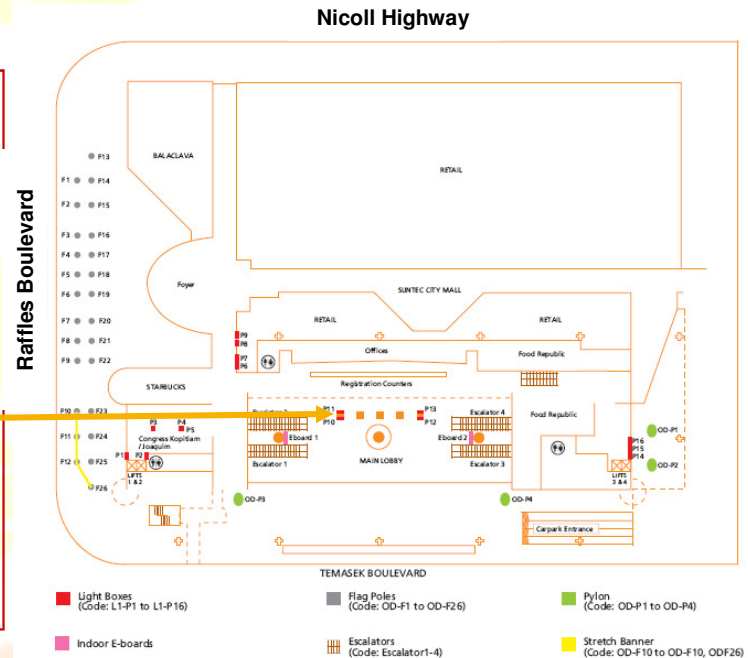 Nicoll Highway
Raffles Boulevard
F13
BALACLAVA
RETAIL
F1 F14
F2 F15
F3 F16
F4 F17
F5 F18
Foyer
SUNTEC CITY MALL
F6 F19
F7 F20
RETAIL
RETAIL
P9
F8 F21
P8
Offices
Food Republic
F9 F22
P7
P6
Registration Counters
STARBUCKS
F10 F23
P11
P13
Escalator 4
Food Republic
P3 P4
P10
P12
P5
OD-P1
F11 F24
Congress Kopitiam
/Joaquim
Eboard 1
Eboard 2
P16
P15
P1 P2
MAIN LOBBY
P14
F12 F25
Escalator 1
Escalator 3
OD-P2
LIFTS
1 & 2
LIFTS
3 & 4
F26
OD-P3
OD-P4
Carpark Entrance
TEMASEK BOULEVARD
Light Boxes
(Code: L1-P1 to L1-P16)
Flag Poles
(Code: OD-F1 to OD-F26)
Pylon
(Code: OD-P1 to OD-P4)
Indoor E-boards
Escalators
(Code: Escalator1-4)
Stretch Banner
(Code: OD-F10 to OD-F10, ODF26)